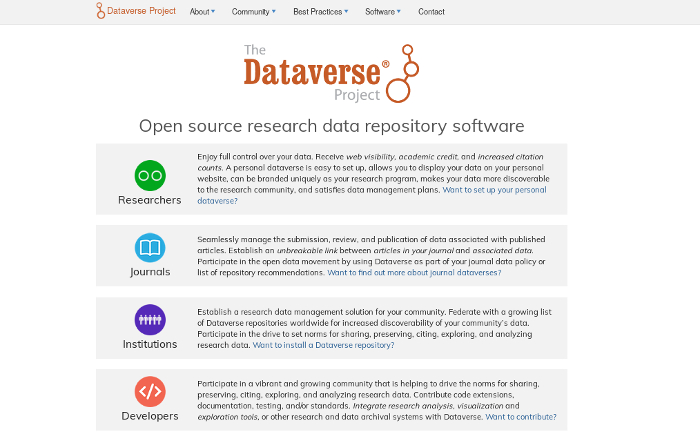 Dataverse Project About Community Best Practices Software Contact
The
Dataverse®
Project
Open source research data repository software
Enjoy full control over your data. Receive web visibility, academic credit, and increased citation
counts. A personal dataverse is easy to set up, allows you to display your data on your personal
website, can be branded uniquely as your research program, makes your data more discoverable
to the research community, and satisfies data management plans. Want to set up your personal
dataverse?
Researchers
Seamlessly manage the submission, review, and publication of data associated with published
articles. Establish an unbreakable link between articles in your journal and associated data.
Participate in the open data movement by using Dataverse as part of your journal data policy or
list of repository recommendations. Want to find out more about journal dataverses?
Journals
Establish a research data management solution for your community. Federate with a growing list
of Dataverse repositories worldwide for increased discoverability of your community's data.
Participate in the drive to set norms for sharing, preserving, citing, exploring, and analyzing
research data. Want to install a Dataverse repository?
Institutions
Participate in a vibrant and growing community that is helping to drive the norms for sharing,
preserving, citing, exploring, and analyzing research data. Contribute code extensions,
documentation, testing, and/or standards. Integrate research analysis, visualization and
exploration tools, or other research and data archival systems with Dataverse. Want to contribute?
Developers